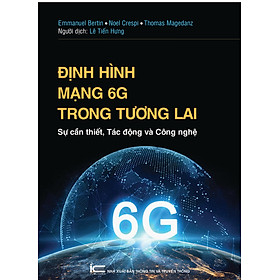 Emmanuel Bertin • Noel Crespi • Thomas Magedanz
Người dịch: Lê Tiến Hưng
ĐỊNH HÌNH
MẠNG 6G
TRONG TƯƠNG LAI
Sự cần thiết, Tác động và Công nghệ
6G
NHÀ XUẤT BẢN THÔNG TIN VÀ TRUYỀN THÔNG